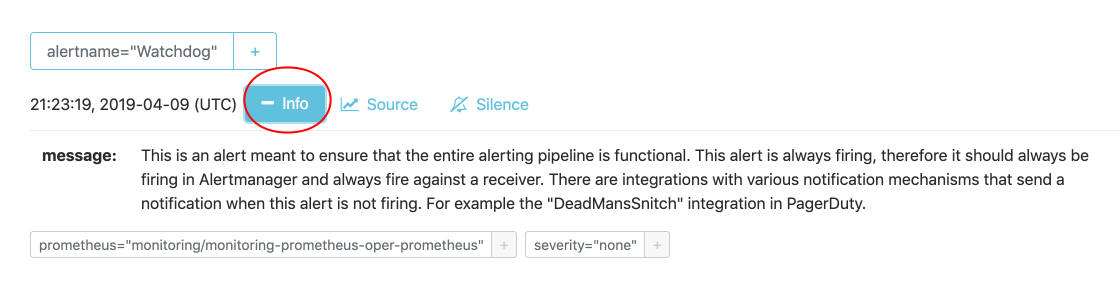 alertname="Watchdog" +
21:23:19, 2019-04-09 (UTC) − Info Source Silence
message: This is an alert meant to ensure that the entire alerting pipeline is functional. This alert is always firing, therefore it should always be
firing in Alertmanager and always fire against a receiver. There are integrations with various notification mechanisms that send a
notification when this alert is not firing. For example the "DeadMansSnitch" integration in PagerDuty.
prometheus="monitoring/monitoring-prometheus-oper-prometheus" + severity="none" +